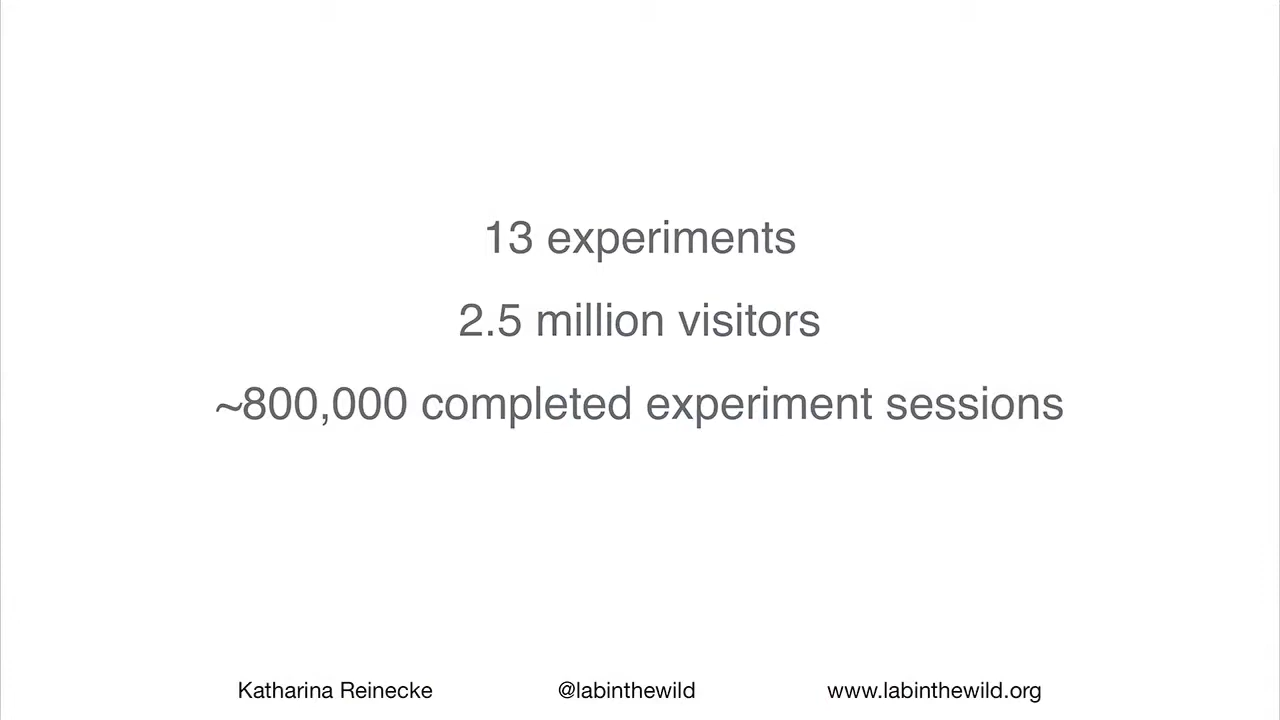 13 experiments
2.5 million visitors
~800,000 completed experiment sessions
Katharina Reinecke @labinthewild www.labinthewild.org